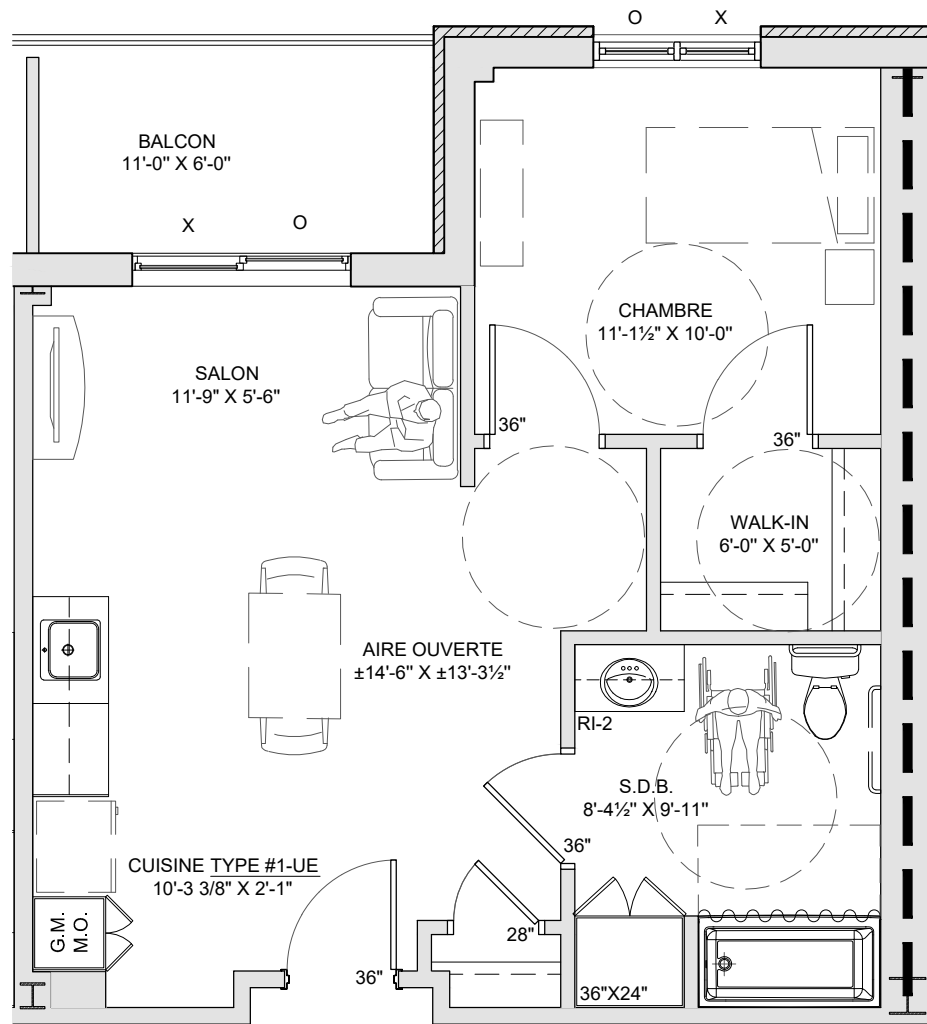 O X
BALCON
11'-0" X 6'-0"
X O
CHAMBRE
11'-1½" X 10'-0"
SALON
11'-9" X 5'-6"
36"
36"
WALK-IN
6'-0" X 5'-0"
AIRE OUVERTE
±14'-6" X ±13'-3½"
RI-2
S.D.B.
8'-4½" X 9'-11"
36"
CUISINE TYPE #1-UE
10'-3 3/8" X 2'-1"
G.M.
M.O.
28"
36"
36"X24"